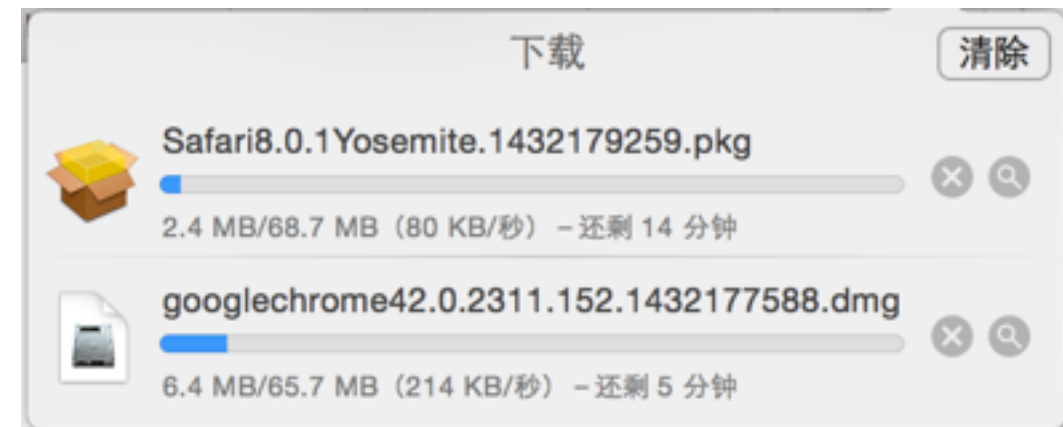 下载
清除
Safari8.0.1Yosemite.1432179259.pkg
2.4 MB/68.7 MB（80 KB/秒）－还剩 14 分钟
googlechrome42.0.2311.152.1432177588.dmg
6.4 MB/65.7 MB（214 KB/秒）－还剩 5 分钟